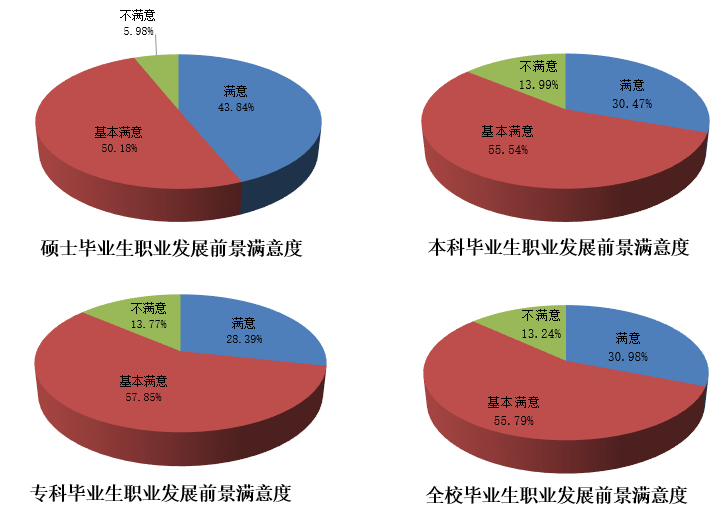 不满意
5.98%
满意
43.84%
基本满意
50.18%
硕士毕业生职业发展前景满意度
不满意
13.99%
满意
30.47%
基本满意
55.54%
本科毕业生职业发展前景满意度
不满意
13.77%
满意
28.39%
基本满意
57.85%
专科毕业生职业发展前景满意度
不满意
13.24%
满意
30.98%
基本满意
55.79%
全校毕业生职业发展前景满意度